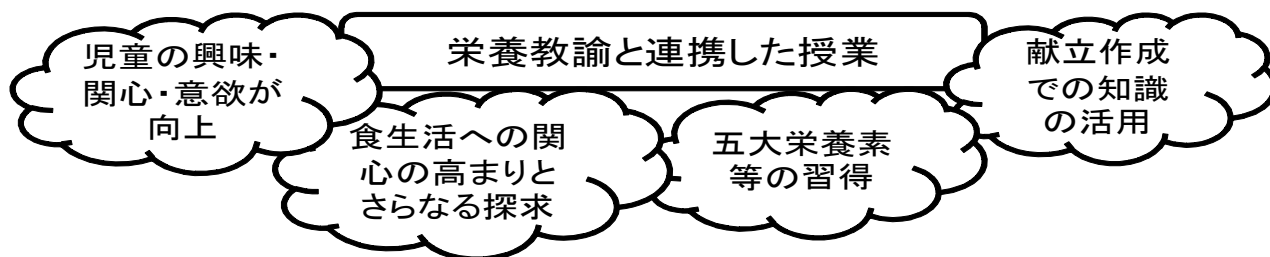 栄養教諭と連携した授業
児童の興味・
関心・意欲が
向上
食生活への関
心の高まりと
さらなる探求
五大栄養素
等の習得
献立作成
での知識
の活用